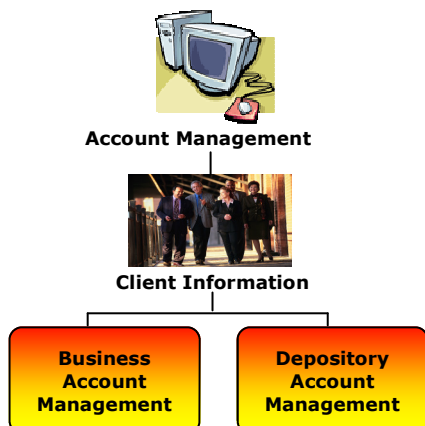 Account Management
Client Information
Business
Account
Management
Depository
Account
Management